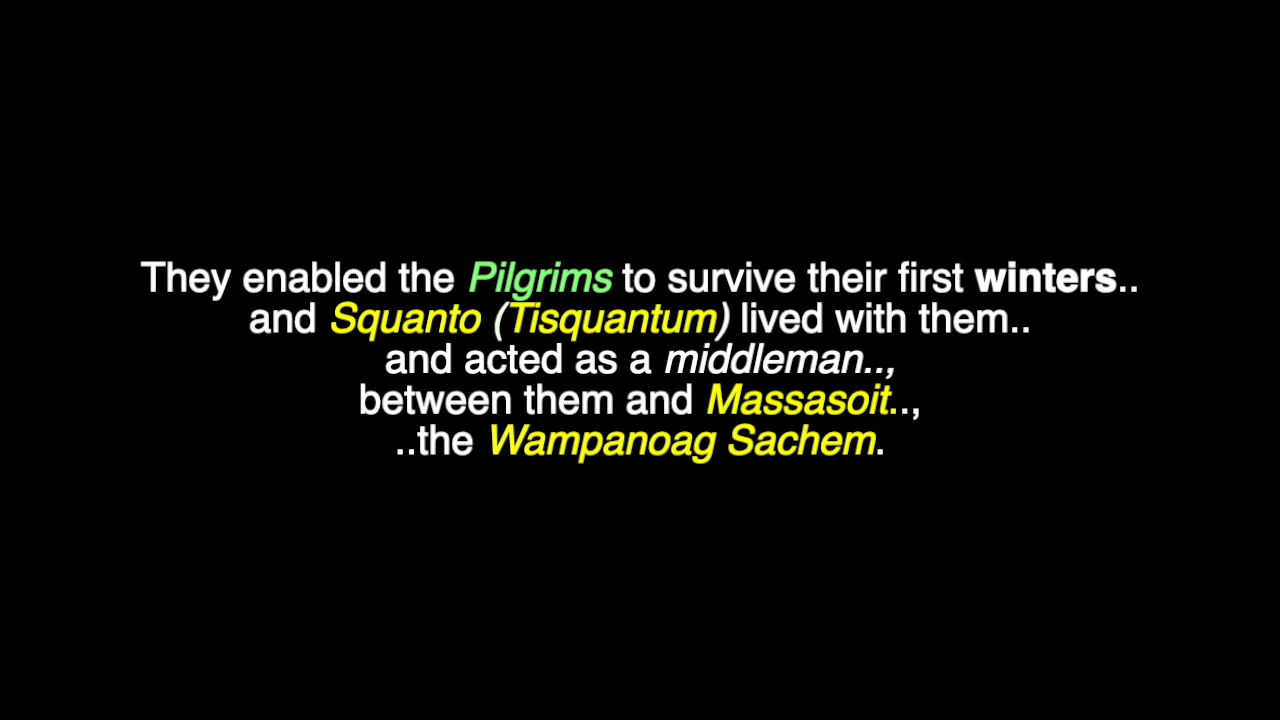 They enabled the Pilgrims to survive their first winters..
and Squanto (Tisquantum) lived with them..
and acted as a middleman..,
between them and Massasoit..,
..the Wampanoag Sachem.